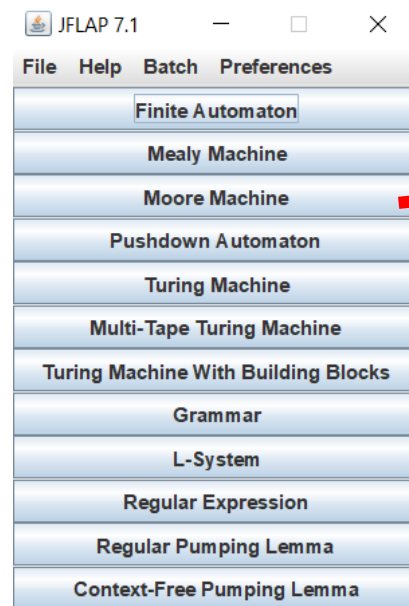 JFLAP 7.1
File Help Batch Preferences
Finite Automaton
Mealy Machine
Moore Machine
Pushdown Automaton
Turing Machine
Multi-Tape Turing Machine
Turing Machine With Building Blocks
Grammar
L-System
Regular Expression
Regular Pumping Lemma
Context-Free Pumping Lemma